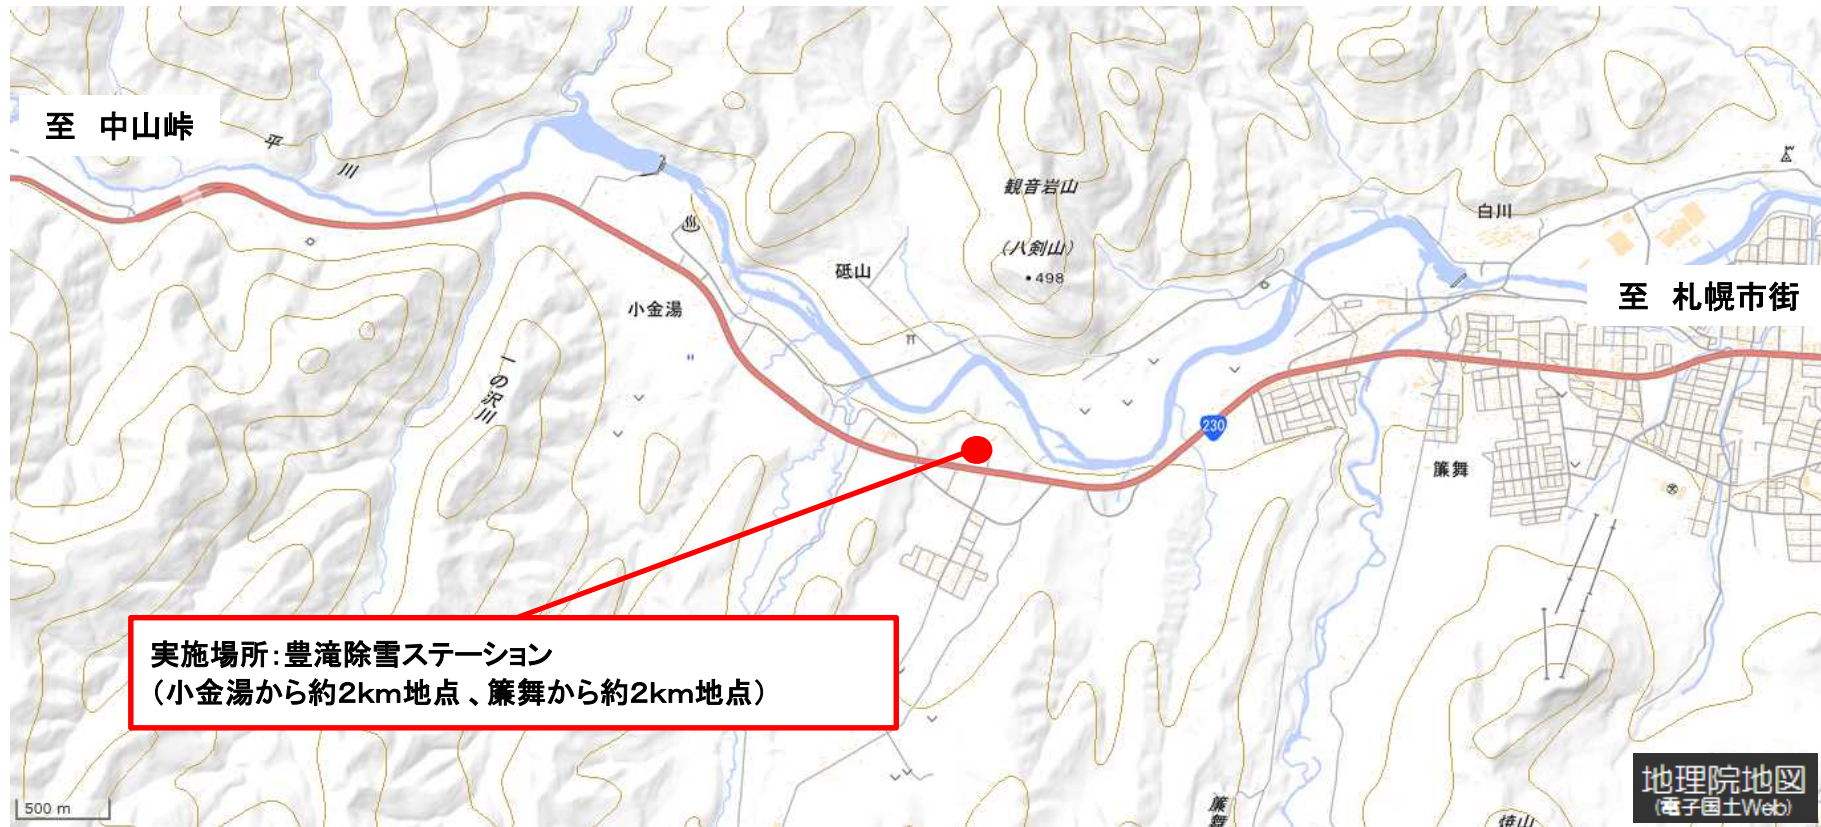 至　中山峠
平
川
観音岩山
(八剣山)
・498
白川
砥山
小金湯
至　札幌市街
一の沢川
230
簾舞
実施場所：豊滝除雪ステーション
（小金湯から約2km地点 、簾舞から約2km地点）
500 m
簾舞
焼山
地理院地図
(電子国土Web)